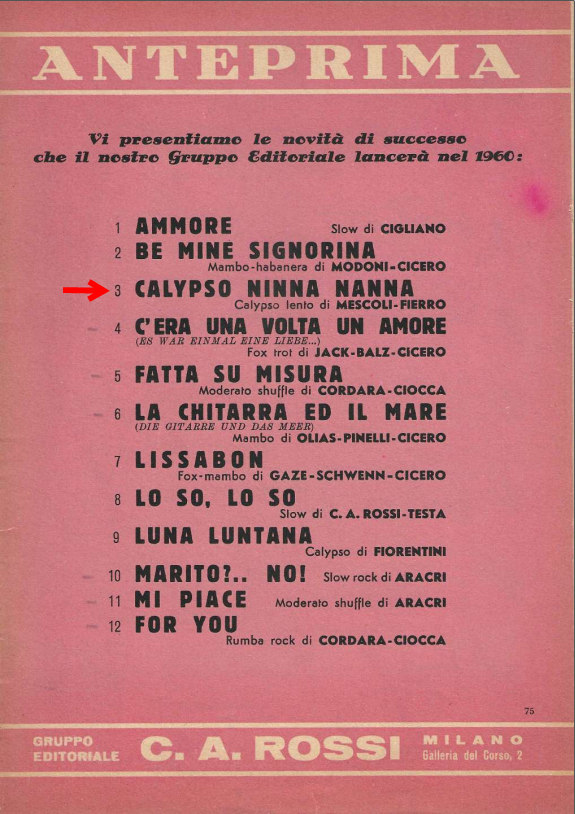 ANTEPRIMA
Vi presentiamo le novità di successo
che il nostro Gruppo Editoriale lancerà nel 1960:
1 AMMORE Slow di CIGLIANO
2 BE MINE SIGNORINA
Mambo-habanera di MODONI-CICERO
3 CALYPSO NINNA NANNA
Calypso lento di MESCOLI-FIERRO
4 C'ERA UNA VOLTA UN AMORE
(ES WAR EINMAL EINE LIEBE...)
Fox trot di JACK-BALZ-CICERO
5 FATTA SU MISURA
Moderato shuffle di CORDARA-CIOCCA
6 LA CHITARRA ED IL MARE
(DIE GITARRE UND DAS MEER)
Mambo di OLIAS-PINELLI-CICERO
7 LISSABON
Fox-mambo di GAZE-SCHWENN-CICERO
8 LO SO, LO SO
Slow di C. A. ROSSI-TESTA
9 LUNA LUNTANA
Calypso di FIORENTINI
10 MARITO?.. NO! Slow rock di ARACRI
11 MI PIACE Moderato shuffle di ARACRI
12 FOR YOU
Rumba rock di CORDARA-CIOCCA
75
GRUPPO EDITORIALE C. A. ROSSI MILANO
Galleria del Corso, 2